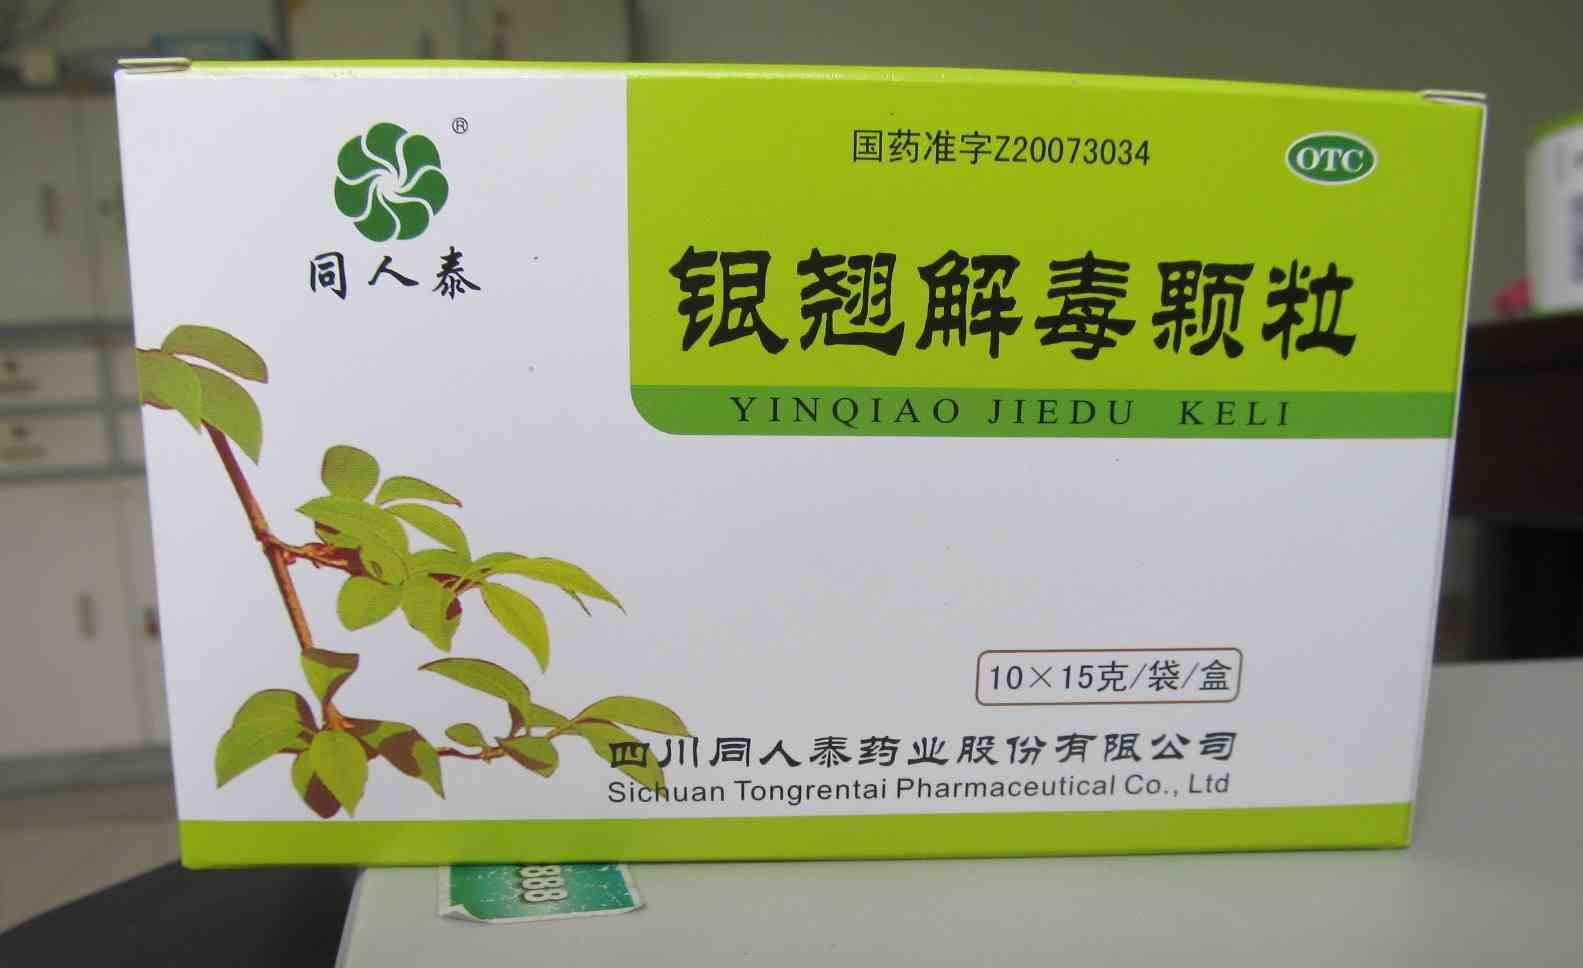 ®
同人泰
国药准字Z20073034
OTC
银翘解毒颗粒
YINQIAO JIEDU KELI
10×15克/袋/盒
四川同人泰药业股份有限公司
Sichuan Tongrentai Pharmaceutical Co., Ltd
888